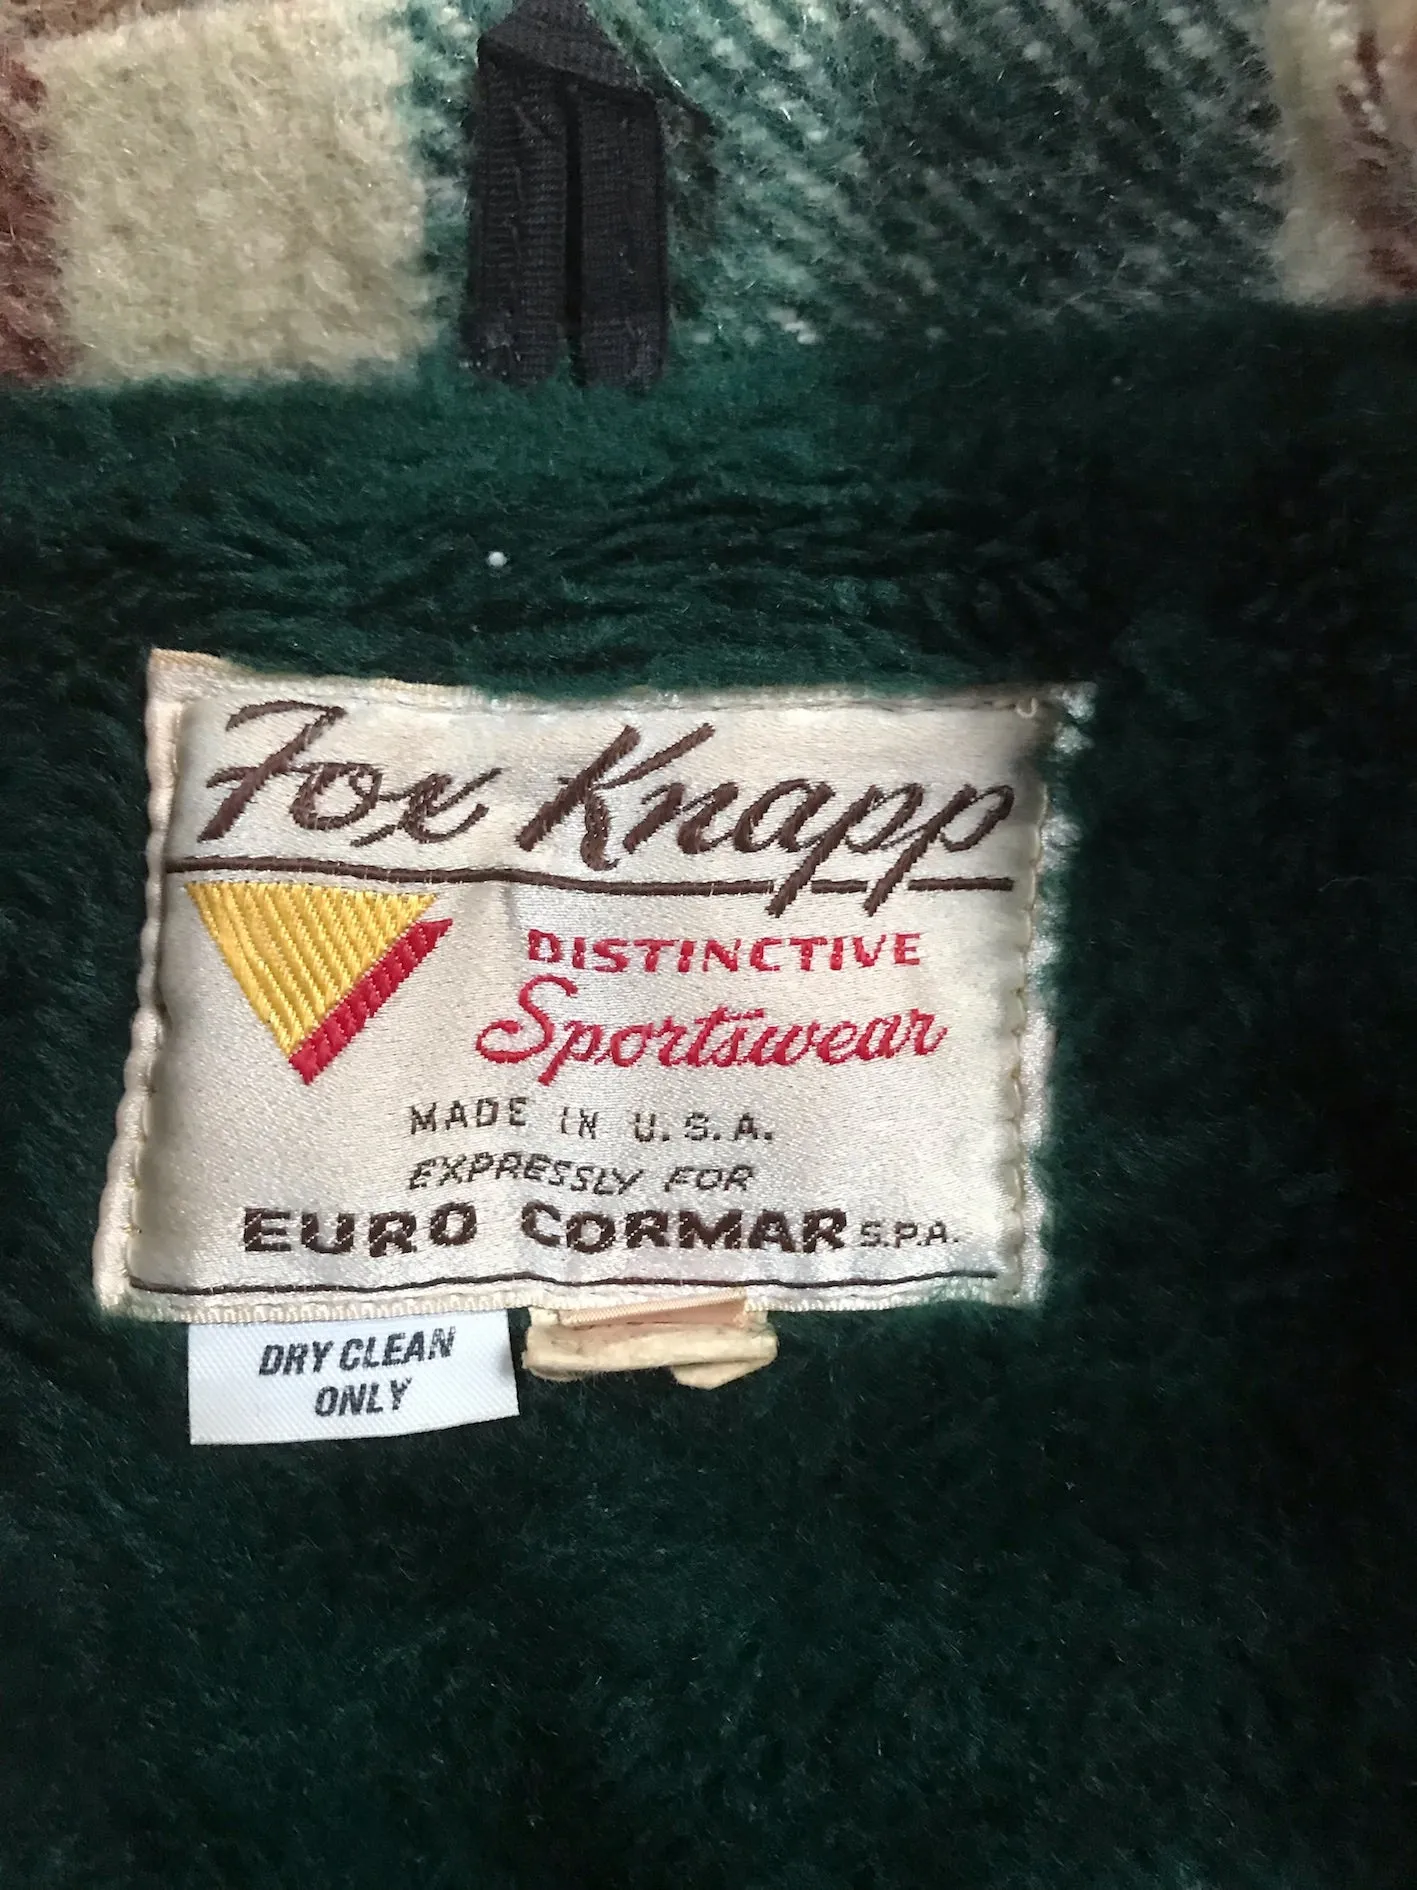 Fox Knapp
DISTINCTIVE
Sportswear
MADE IN U.S.A.
EXPRESSLY FOR
EURO CORMAR S.P.A.
DRY CLEAN
ONLY